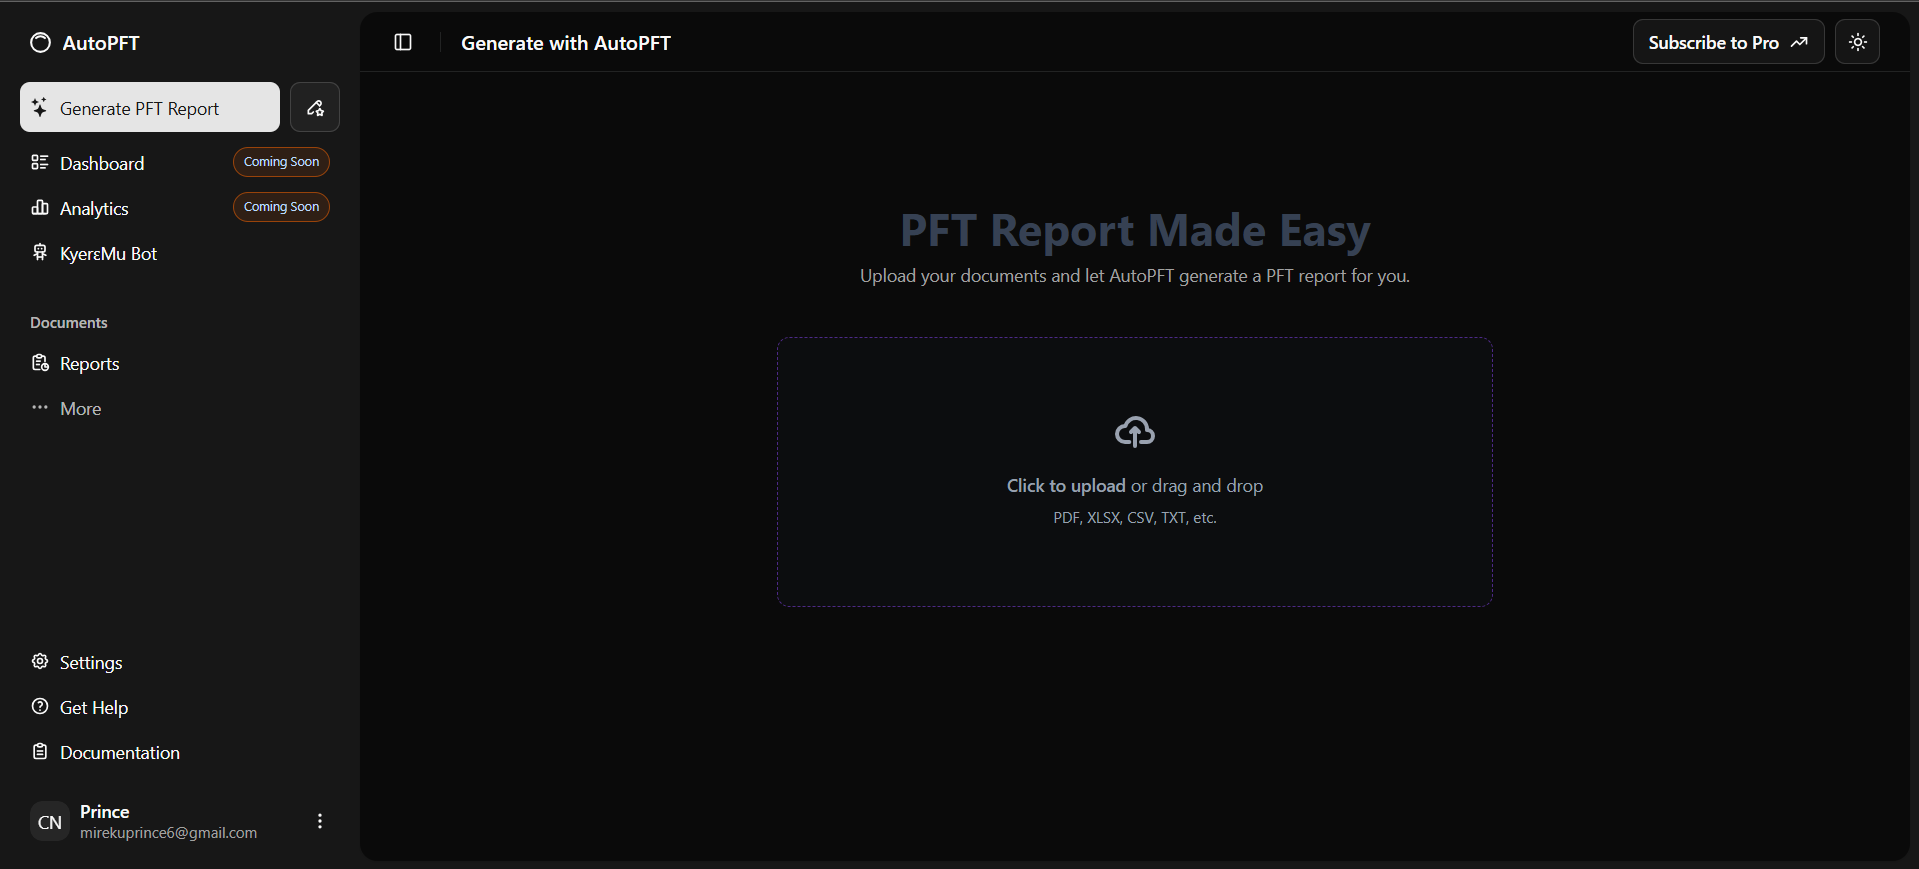 AutoPFT
Generate PFT Report
Dashboard
Coming Soon
Analytics
Coming Soon
KyerɛMu Bot
Documents
Reports
More
Settings
Get Help
Documentation
CN
Prince
mirekuprince6@gmail.com
Generate with AutoPFT
Subscribe to Pro
PFT Report Made Easy
Upload your documents and let AutoPFT generate a PFT report for you.
Click to upload or drag and drop
PDF, XLSX, CSV, TXT, etc.